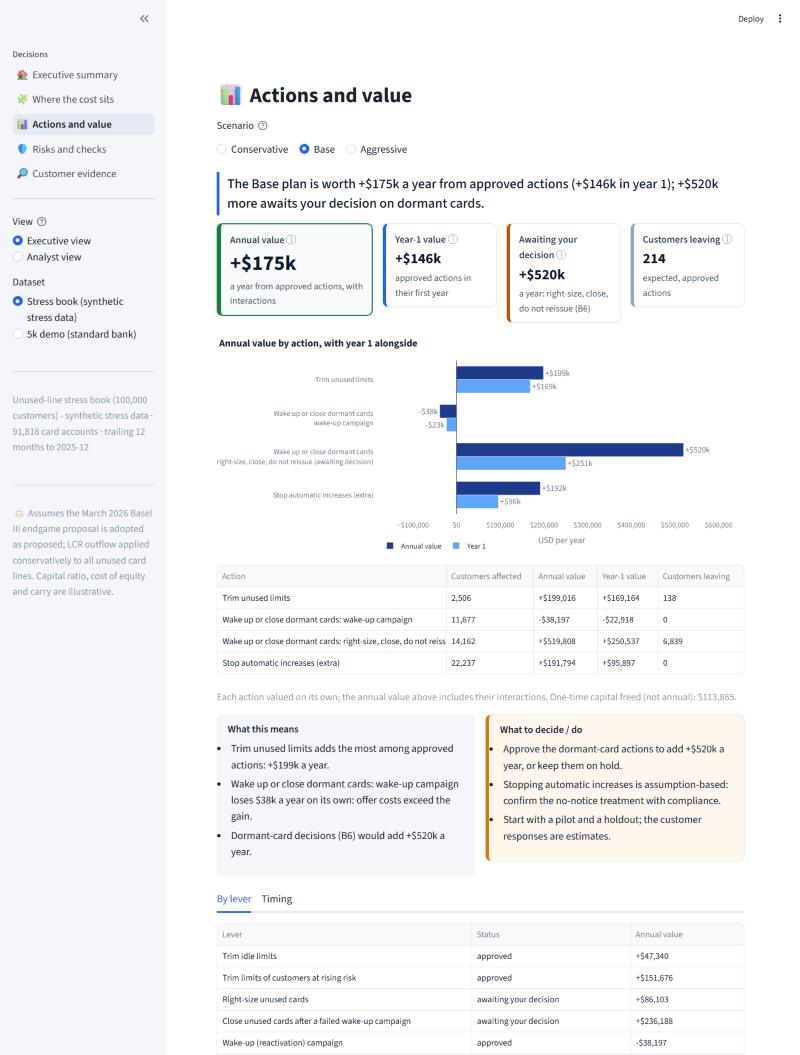 Deploy
Decisions
Executive summary
Where the cost sits
Actions and value
Risks and checks
Customer evidence
View
Executive view
Analyst view
Dataset
Stress book (synthetic
stress data)
5k demo (standard bank)
Unused-line stress book (100,000
customers) - synthetic stress data ·
91,818 card accounts · trailing 12
months to 2025-12
Assumes the March 2026 Basel
III endgame proposal is adopted
as proposed; LCR outflow applied
conservatively to all unused card
lines. Capital ratio, cost of equity
and carry are illustrative.
Actions and value
Scenario
Conservative Base Aggressive
The Base plan is worth +$175k a year from approved actions (+$146k in year 1); +$520k
more awaits your decision on dormant cards.
Annual value
+$175k
a year from approved actions, with
interactions
Year-1 value
+$146k
approved actions in
their first year
Awaiting your
decision
+$520k
a year: right-size, close,
do not reissue (B6)
Customers leaving
214
expected, approved
actions
Annual value by action, with year 1 alongside
Trim unused limits
+$199k
+$169k
Wake up or close dormant cards
wake-up campaign
-$38k
-$23k
Wake up or close dormant cards
right-size, close, do not reissue (awaiting decision)
+$520k
+$251k
Stop automatic increases (extra)
+$192k
+$96k
−$100,000 $0 $100,000 $200,000 $300,000 $400,000 $500,000 $600,000
USD per year
Annual value Year 1
Action Customers affected Annual value Year-1 value Customers leaving
Trim unused limits 2,506 +$199,016 +$169,164 138
Wake up or close dormant cards: wake-up campaign 11,677 -$38,197 -$22,918 0
Wake up or close dormant cards: right-size, close, do not reiss 14,162 +$519,808 +$250,537 6,839
Stop automatic increases (extra) 22,237 +$191,794 +$95,897 0
Each action valued on its own; the annual value above includes their interactions. One-time capital freed (not annual): $113,865.
What this means
• Trim unused limits adds the most among approved
actions: +$199k a year.
• Wake up or close dormant cards: wake-up campaign
loses $38k a year on its own: offer costs exceed the
gain.
• Dormant-card decisions (B6) would add +$520k a
year.
What to decide / do
• Approve the dormant-card actions to add +$520k a
year, or keep them on hold.
• Stopping automatic increases is assumption-based:
confirm the no-notice treatment with compliance.
• Start with a pilot and a holdout; the customer
responses are estimates.
By lever Timing
Lever Status Annual value
Trim idle limits approved +$47,340
Trim limits of customers at rising risk approved +$151,676
Right-size unused cards awaiting your decision +$86,103
Close unused cards after a failed wake-up campaign awaiting your decision +$236,188
Wake-up (reactivation) campaign approved -$38,197